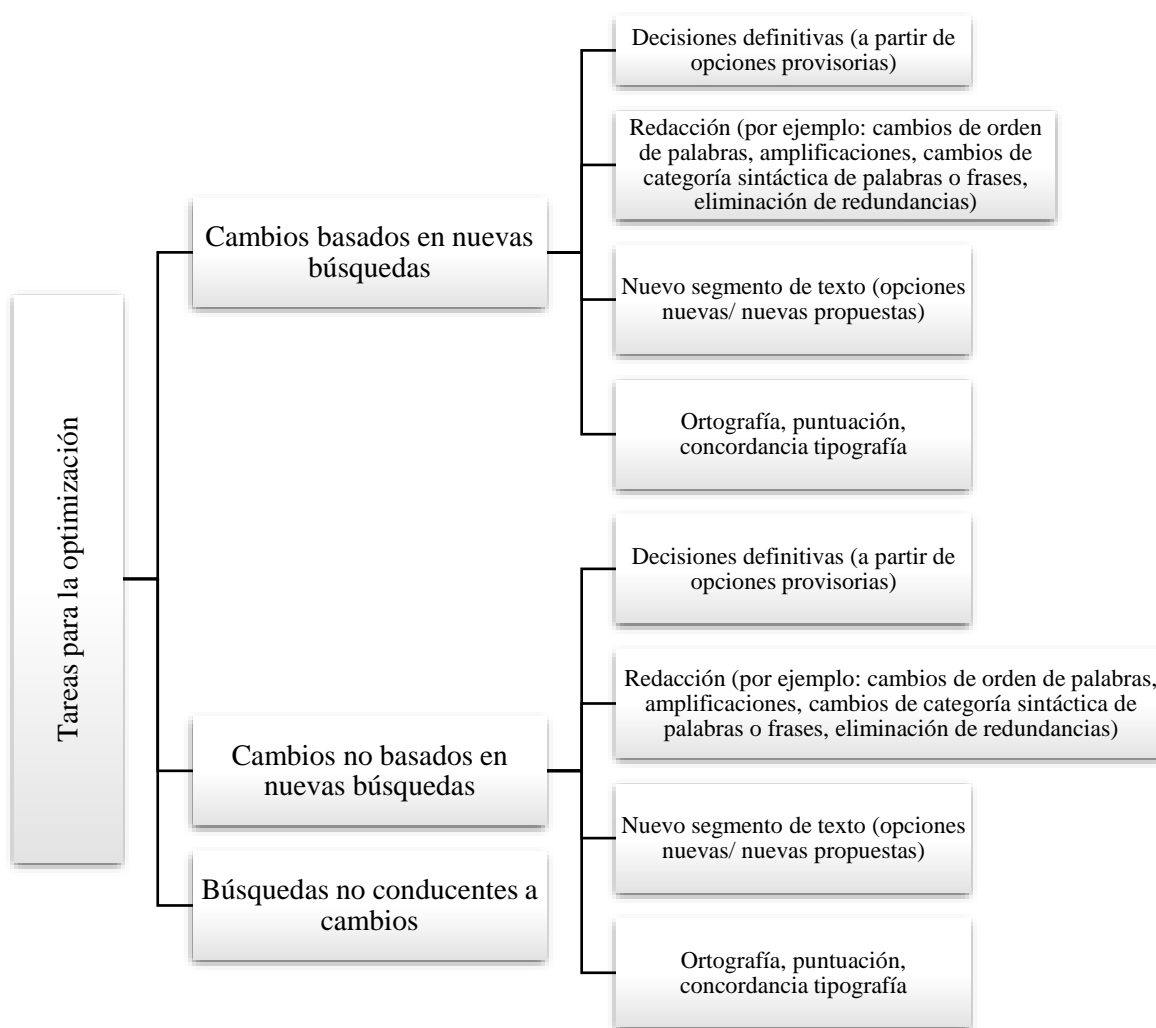 Tareas para la optimización
Cambios basados en nuevas
búsquedas
Decisiones definitivas (a partir de
opciones provisorias)
Redacción (por ejemplo: cambios de orden
de palabras, amplificaciones, cambios de
categoría sintáctica de palabras o frases,
eliminación de redundancias)
Nuevo segmento de texto (opciones
nuevas/ nuevas propuestas)
Ortografía, puntuación,
concordancia tipografía
Cambios no basados en
nuevas búsquedas
Decisiones definitivas (a partir de
opciones provisorias)
Redacción (por ejemplo: cambios de orden de palabras,
amplificaciones, cambios de categoría sintáctica de
palabras o frases, eliminación de redundancias)
Nuevo segmento de texto (opciones
nuevas/ nuevas propuestas)
Ortografía, puntuación,
concordancia tipografía
Búsquedas no conducentes a
cambios